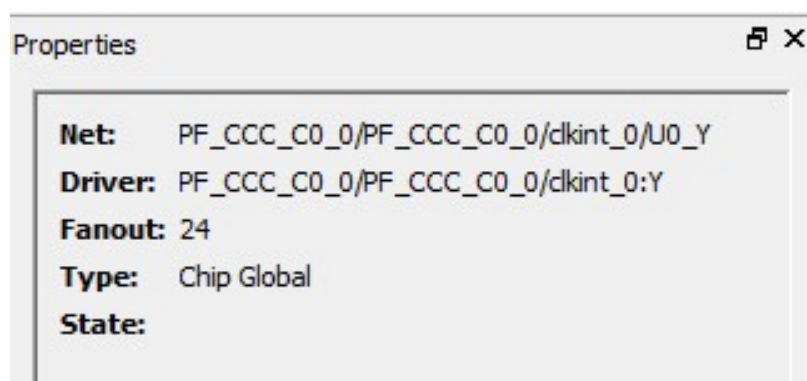 Properties
Net: PF_CCC_C0_0/PF_CCC_C0_0/clkint_0/U0_Y
Driver: PF_CCC_C0_0/PF_CCC_C0_0/clkint_0:Y
Fanout: 24
Type: Chip Global
State: